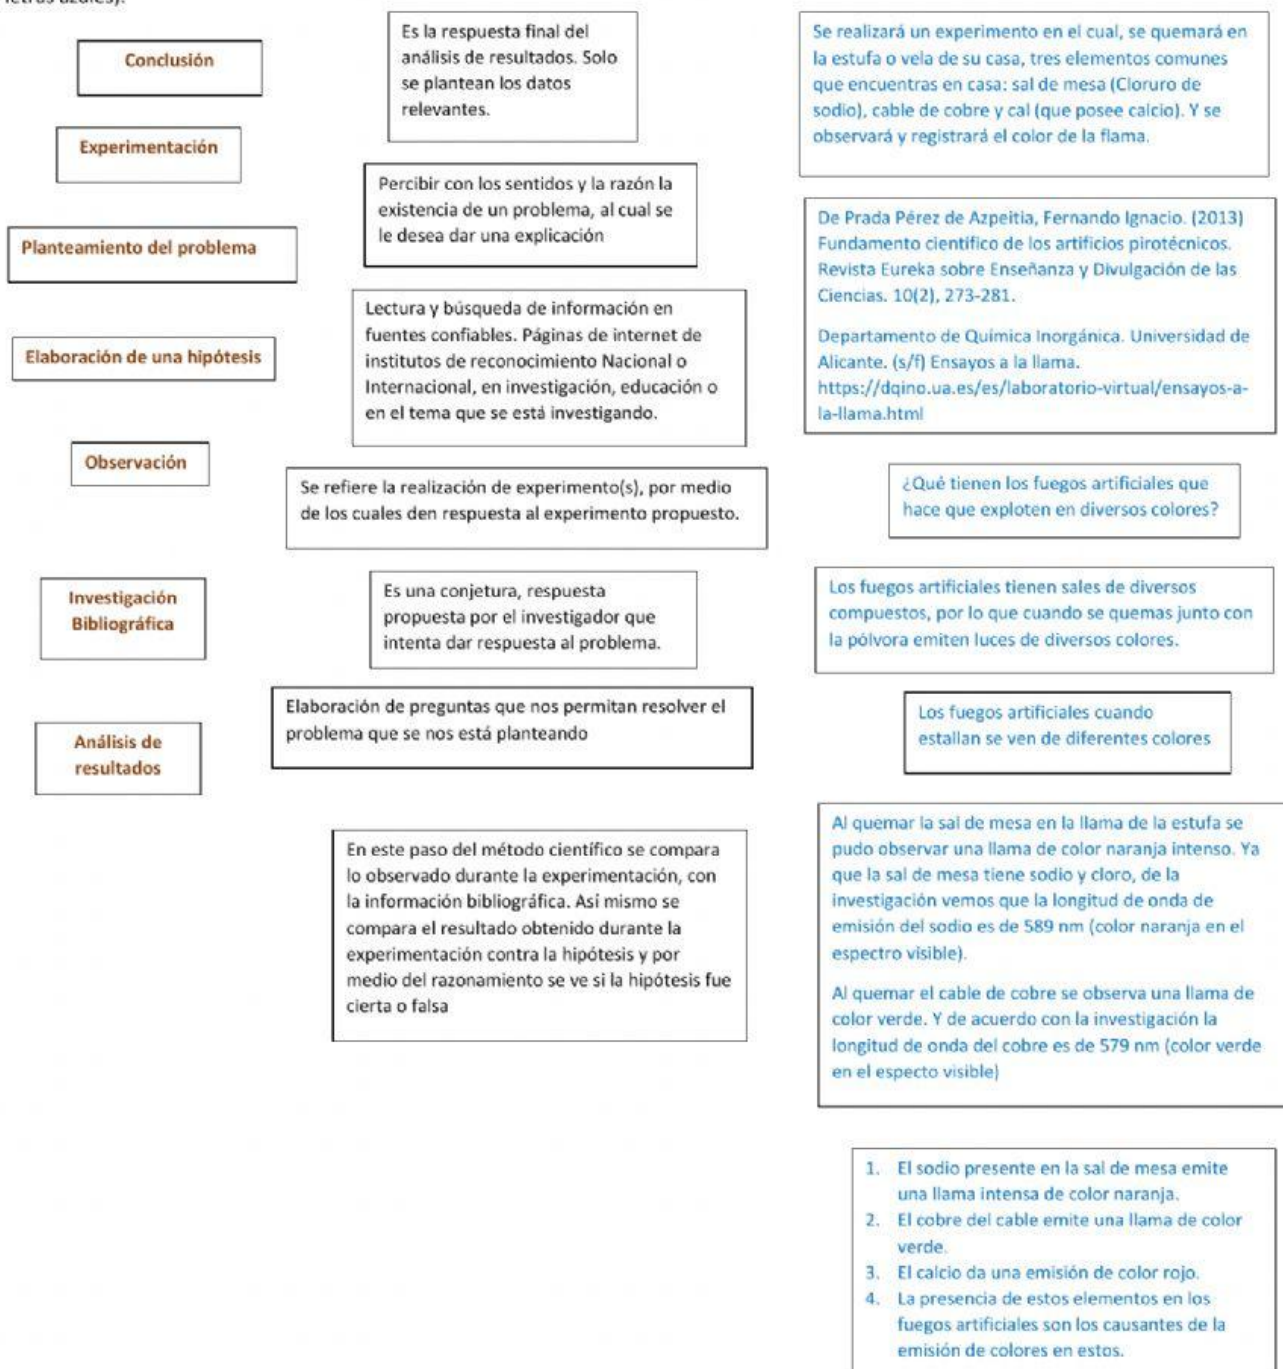 letras azules).
Conclusión
Experimentación
Planteamiento del problema
Elaboración de una hipótesis
Observación
Investigación
Bibliográfica
Análisis de
resultados
Es la respuesta final del
análisis de resultados. Solo
se plantean los datos
relevantes.
Percibir con los sentidos y la razón la
existencia de un problema, al cual se
le desea dar una explicación
Lectura y búsqueda de información en
fuentes confiables. Páginas de internet de
institutos de reconocimiento Nacional o
Internacional, en investigación, educación o
en el tema que se está investigando.
Se refiere la realización de experimento(s), por medio
de los cuales den respuesta al experimento propuesto.
Es una conjetura, respuesta
propuesta por el investigador que
intenta dar respuesta al problema.
Elaboración de preguntas que nos permitan resolver el
problema que se nos está planteando
En este paso del método científico se compara
lo observado durante la experimentación, con
la información bibliográfica. Así mismo se
compara el resultado obtenido durante la
experimentación contra la hipótesis y por
medio del razonamiento se ve si la hipótesis fue
cierta o falsa
Se realizará un experimento en el cual, se quemará en
la estufa o vela de su casa, tres elementos comunes
que encuentras en casa: sal de mesa (Cloruro de
sodio), cable de cobre y cal (que posee calcio). Y se
observará y registrará el color de la flama.
De Prada Pérez de Azpeitia, Fernando Ignacio. (2013)
Fundamento científico de los artificios pirotécnicos.
Revista Eureka sobre Enseñanza y Divulgación de las
Ciencias. 10(2), 273-281.
Departamento de Química Inorgánica. Universidad de
Alicante. (s/f) Ensayos a la llama.
https://dqino.ua.es/es/laboratorio-virtual/ensayos-a-
la-llama.html
¿Qué tienen los fuegos artificiales que
hace que exploten en diversos colores?
Los fuegos artificiales tienen sales de diversos
compuestos, por lo que cuando se quemas junto con
la pólvora emiten luces de diversos colores.
Los fuegos artificiales cuando
estallan se ven de diferentes colores
Al quemar la sal de mesa en la llama de la estufa se
pudo observar una llama de color naranja intenso. Ya
que la sal de mesa tiene sodio y cloro, de la
investigación vemos que la longitud de onda de
emisión del sodio es de 589 nm (color naranja en el
espectro visible).
Al quemar el cable de cobre se observa una llama de
color verde. Y de acuerdo con la investigación la
longitud de onda del cobre es de 579 nm (color verde
en el especto visible)
1. El sodio presente en la sal de mesa emite
una llama intensa de color naranja.
2. El cobre del cable emite una llama de color
verde.
3. El calcio da una emisión de color rojo.
4. La presencia de estos elementos en los
fuegos artificiales son los causantes de la
emisión de colores en estos.